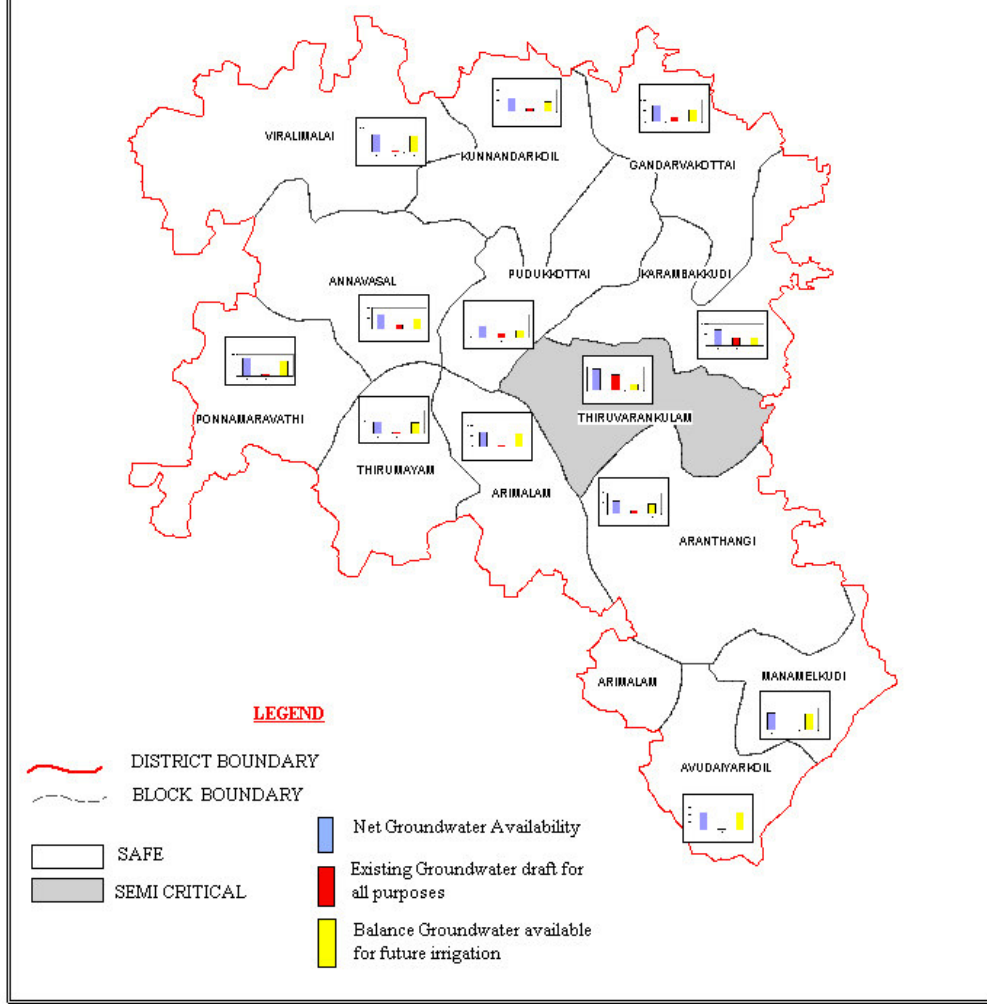 VIRALIMALAI
KUNNANDARKOIL
GANDARVAKOTTAI
ANNAVASAL
PUDUKKOTTAI
KARAMBAKKUDI
PONNAMARAVATHI
THIRUVARANKULAM
THIRUMAYAM
ARIMALAM
ARANTHANGI
ARIMALAM
MANAMELKUDI
AVUDAIYARKOIL
LEGEND
DISTRICT BOUNDARY
BLOCK BOUNDARY
SAFE
SEMI CRITICAL
Net Groundwater Availability
Existing Groundwater draft for
all purposes
Balance Groundwater available
for future irrigation